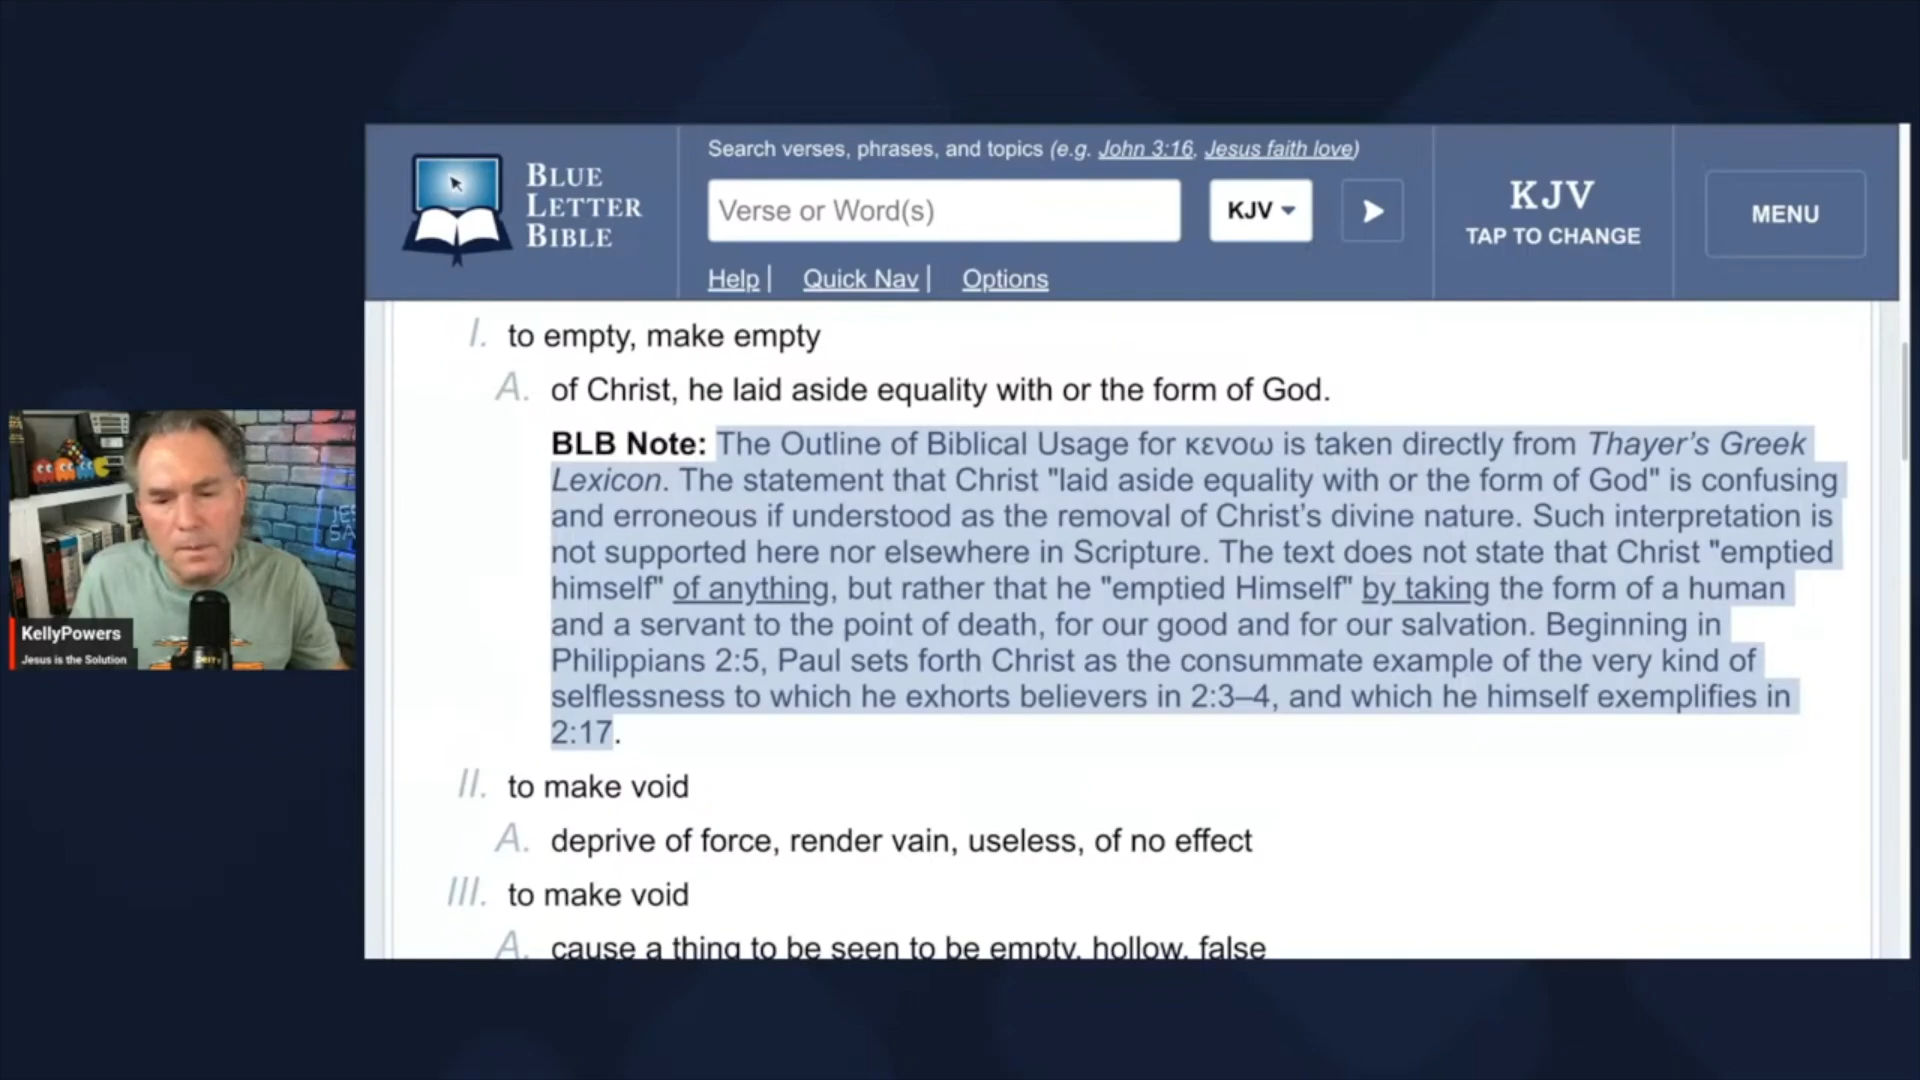 Search verses, phrases, and topics (e.g. John 3:16, Jesus faith love)
BLUE
LETTER
BIBLE
Verse or Word(s)
KJV
KJV
TAP TO CHANGE
MENU
Help | Quick Nav | Options
I. to empty, make empty
A. of Christ, he laid aside equality with or the form of God.
BLB Note: The Outline of Biblical Usage for κενοω is taken directly from Thayer's Greek
Lexicon. The statement that Christ "laid aside equality with or the form of God" is confusing
and erroneous if understood as the removal of Christ's divine nature. Such interpretation is
not supported here nor elsewhere in Scripture. The text does not state that Christ "emptied
himself" of anything, but rather that he "emptied Himself" by taking the form of a human
and a servant to the point of death, for our good and for our salvation. Beginning in
Philippians 2:5, Paul sets forth Christ as the consummate example of the very kind of
selflessness to which he exhorts believers in 2:3–4, and which he himself exemplifies in
2:17.
II. to make void
A. deprive of force, render vain, useless, of no effect
III. to make void
A. cause a thing to be seen to be empty, hollow, false
KellyPowers
Jesus is the Solution